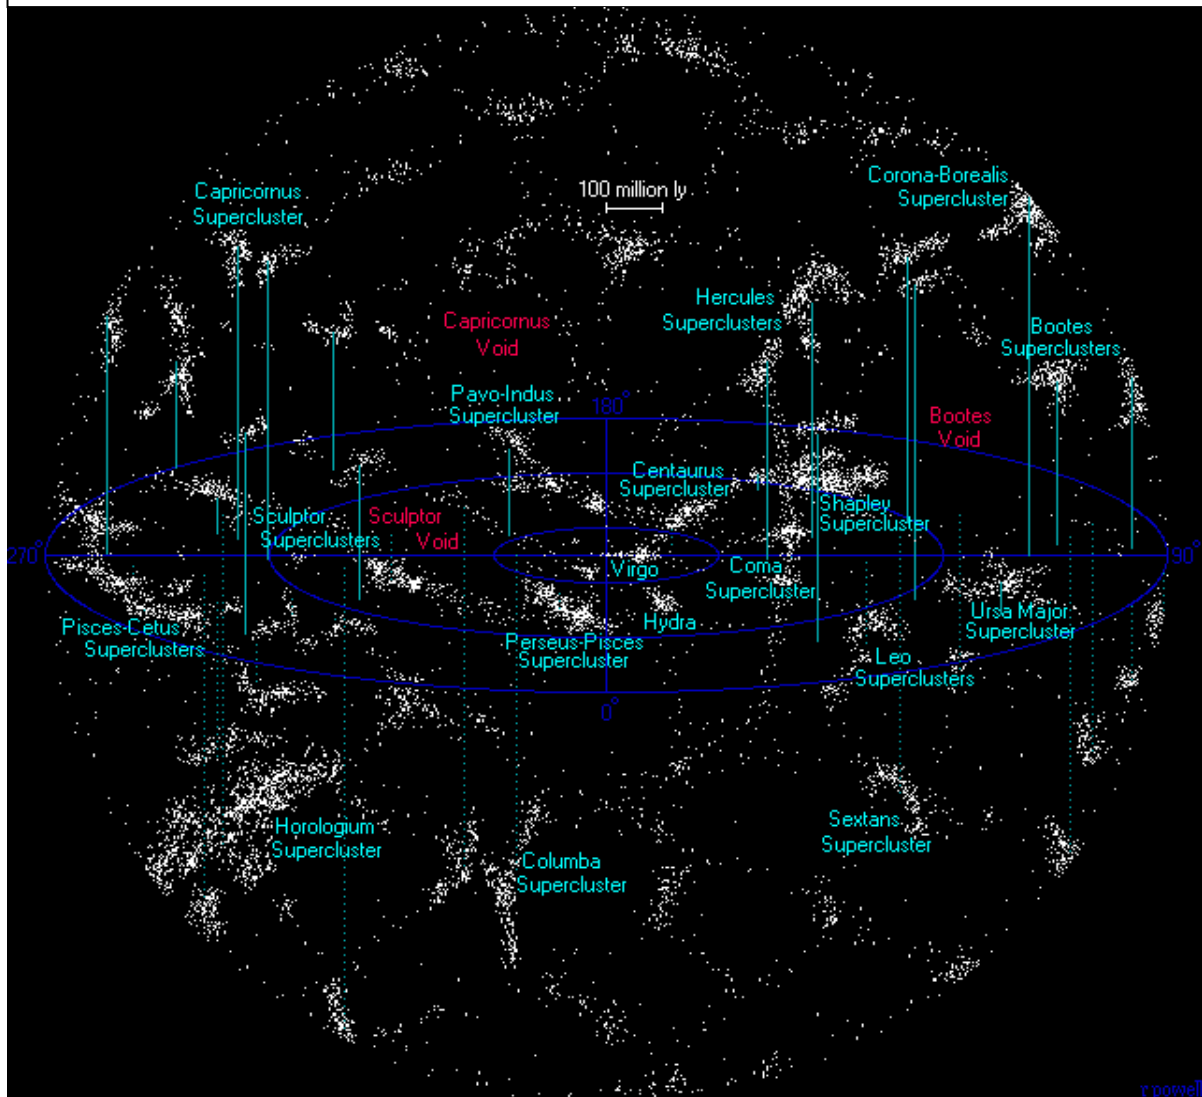 Capricornus
Supercluster
100 million ly
Corona-Borealis
Supercluster
Hercules
Superclusters
Capricornus
Void
Bootes
Superclusters
Pavo-Indus
Supercluster
180°
Bootes
Void
Centaurus
Supercluster
Sculptor
Superclusters
Sculptor
Void
Shapley
Supercluster
270°
90°
Virgo
Coma
Supercluster
Pisces-Cetus
Superclusters
Perseus-Pisces
Supercluster
Hydra
Ursa Major
Supercluster
Leo
Superclusters
0°
Horologium
Supercluster
Columba
Supercluster
Sextans
Supercluster
r powell